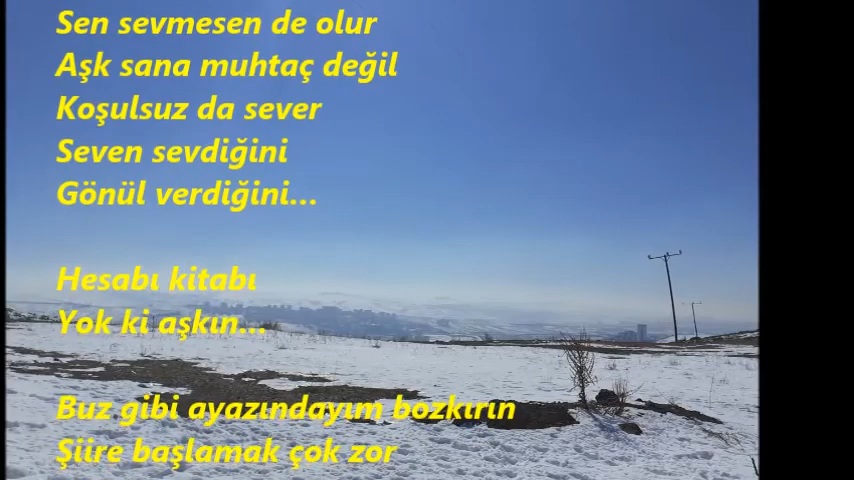 Sen sevmesen de olur
Aşk sana muhtaç değil
Koşulsuz da sever
Seven sevdiğini
Gönül verdiğini...
Hesabı kitabı
Yok ki aşkın...
Buz gibi ayazındayım bozkırın
Şiire başlamak çok zor